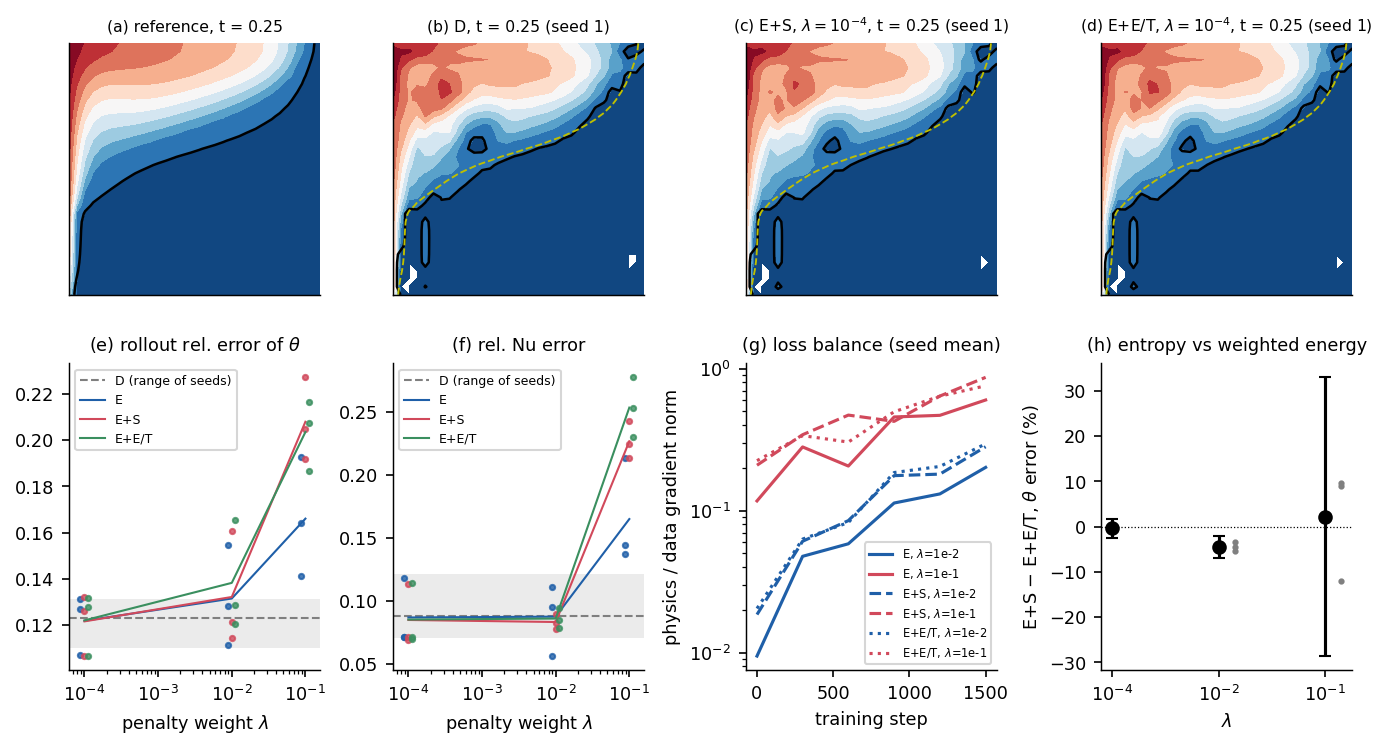 (a) reference, t = 0.25
(b) D, t = 0.25 (seed 1)
(c) E+S, λ = 10⁻⁴, t = 0.25 (seed 1)
(d) E+E/T, λ = 10⁻⁴, t = 0.25 (seed 1)
(e) rollout rel. error of θ
0.22
0.20
0.18
0.16
0.14
0.12
D (range of seeds)
E
E+S
E+E/T
10⁻⁴
10⁻³
10⁻²
10⁻¹
penalty weight λ
(f) rel. Nu error
0.25
0.20
0.15
0.10
0.05
D (range of seeds)
E
E+S
E+E/T
10⁻⁴
10⁻³
10⁻²
10⁻¹
penalty weight λ
(g) loss balance (seed mean)
physics / data gradient norm
10⁰
10⁻¹
10⁻²
E, λ=1e-2
E, λ=1e-1
E+S, λ=1e-2
E+S, λ=1e-1
E+E/T, λ=1e-2
E+E/T, λ=1e-1
0
500
1000
1500
training step
(h) entropy vs weighted energy
E+S − E+E/T, θ error (%)
30
20
10
0
−10
−20
−30
10⁻⁴
10⁻²
10⁻¹
λ